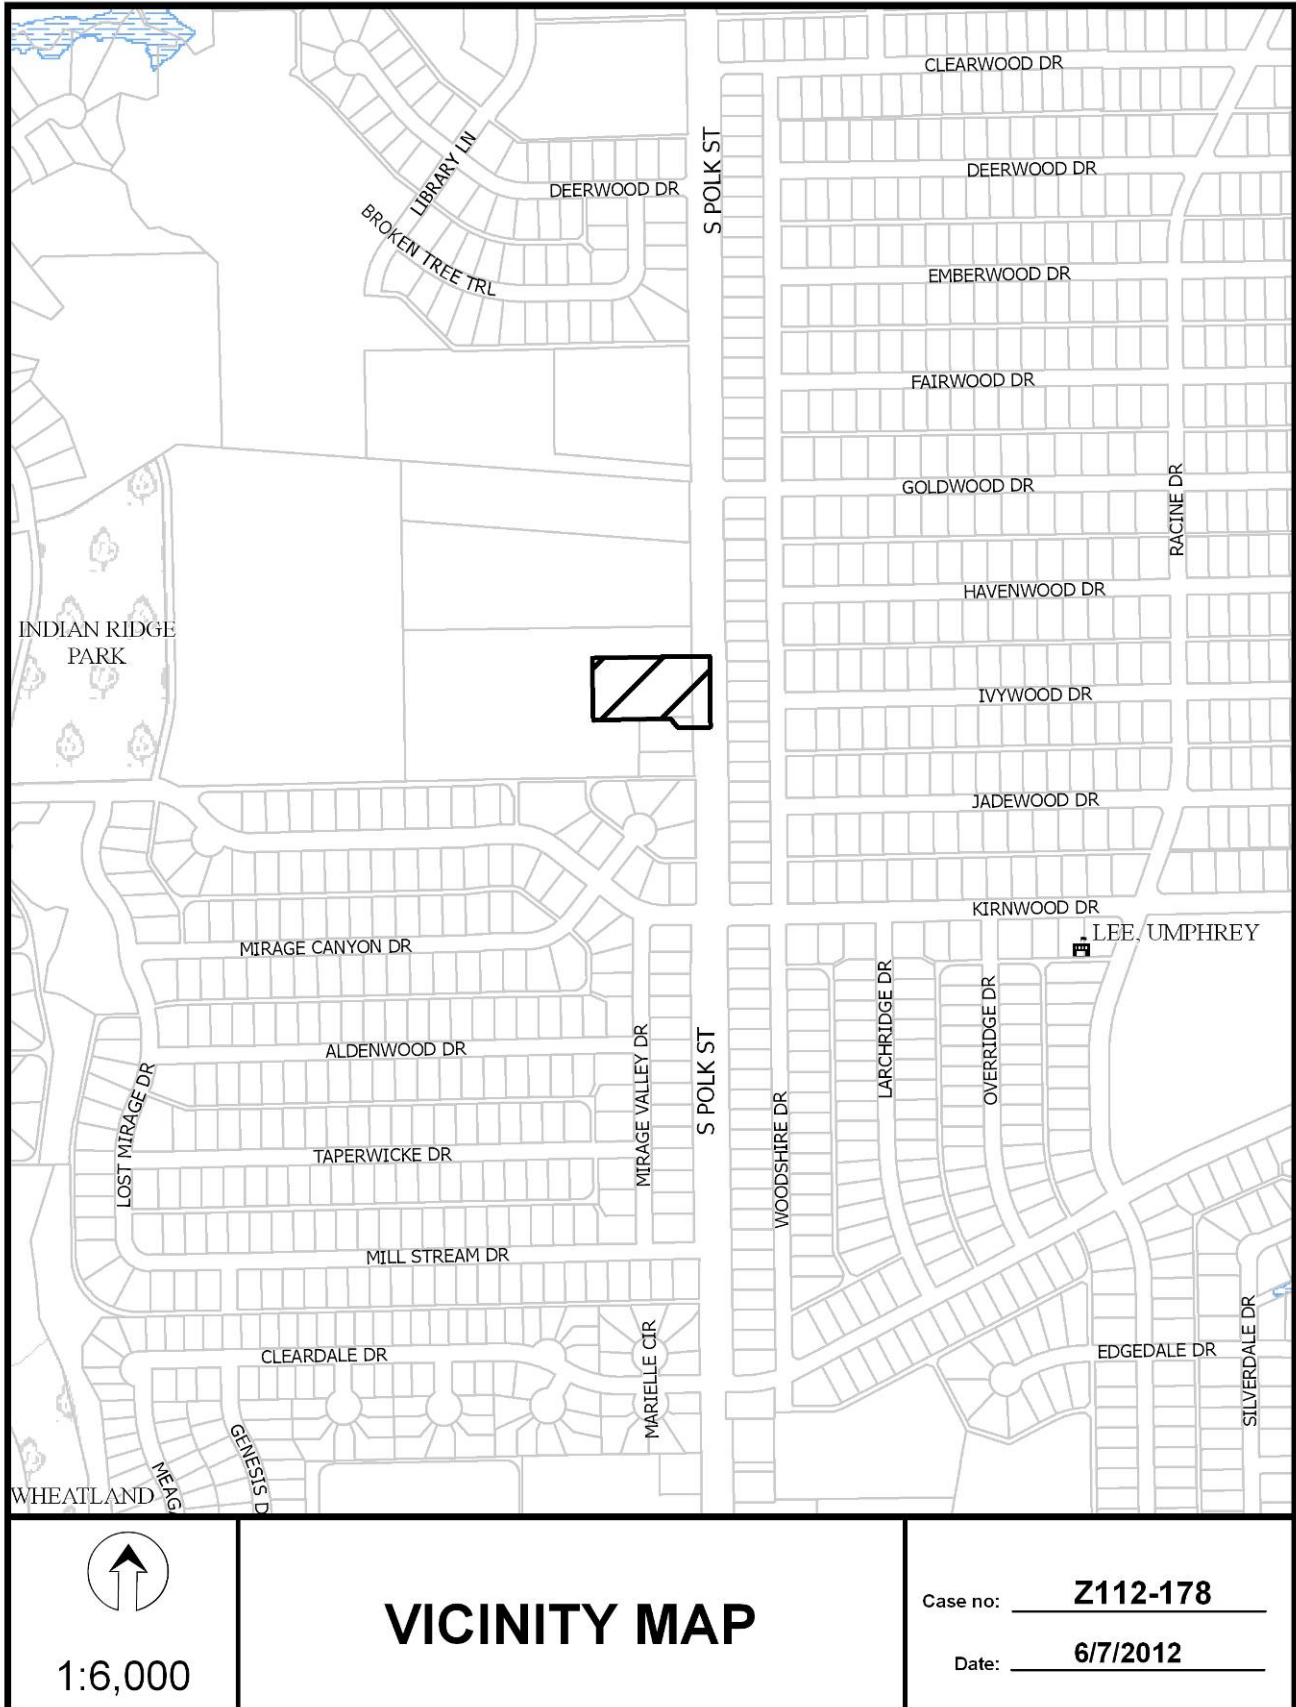 CLEARWOOD DR
S POLK ST
LIBRARY LN
DEERWOOD DR
DEERWOOD DR
BROKEN TREE TRL
EMBERWOOD DR
FAIRWOOD DR
GOLDWOOD DR
RACINE DR
HAVENWOOD DR
INDIAN RIDGE
PARK
IVYWOOD DR
JADEWOOD DR
KIRNWOOD DR
LEE, UMPHREY
MIRAGE CANYON DR
LARCHRIDGE DR
OVERRIDGE DR
ALDENWOOD DR
MIRAGE VALLEY DR
S POLK ST
LOST MIRAGE DR
WOODSHIRE DR
TAPERWICKE DR
MILL STREAM DR
MARIELLE CIR
CLEARDALE DR
EDGEDALE DR
SILVERDALE DR
GENESIS D
MEAGA
WHEATLAND
1:6,000
VICINITY MAP
Case no: Z112-178
Date: 6/7/2012